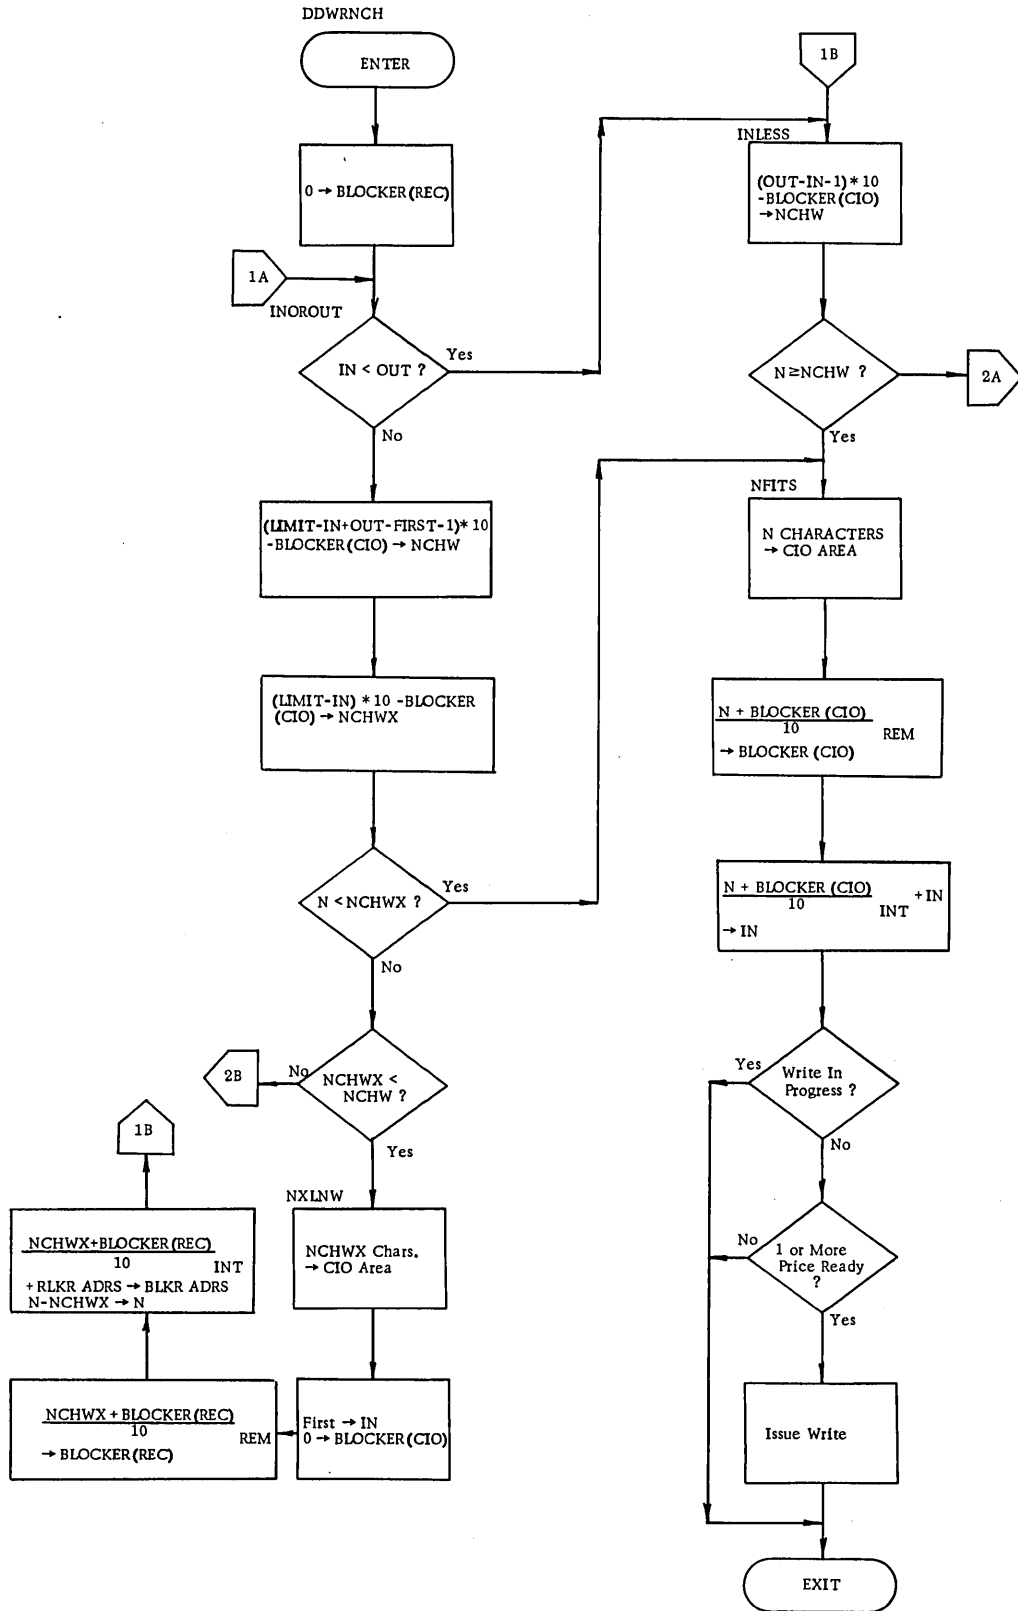 DDWRNCH
ENTER
0 → BLOCKER(REC)
1A
INOROUT
IN < OUT ?
Yes
No
(LIMIT-IN+OUT-FIRST-1)* 10
-BLOCKER(CIO) → NCHW
(LIMIT-IN) * 10 -BLOCKER
(CIO) → NCHWX
N < NCHWX ?
Yes
No
NCHWX <
NCHW ?
No
2B
Yes
NXLNW
NCHWX Chars.
→ CIO Area
First → IN
0 → BLOCKER(CIO)
NCHWX + BLOCKER(REC)
10
REM
→ BLOCKER(REC)
NCHWX+BLOCKER(REC)
10
INT
+ RLKR ADRS → BLKR ADRS
N-NCHWX → N
1B
1B
INLESS
(OUT-IN-1) * 10
-BLOCKER(CIO)
→NCHW
N ≥NCHW ?
2A
Yes
NFITS
N CHARACTERS
→ CIO AREA
N + BLOCKER (CIO)
10
REM
→ BLOCKER (CIO)
N + BLOCKER (CIO)
10
INT
+ IN
→ IN
Write In
Progress ?
Yes
No
1 or More
Price Ready
?
No
Yes
Issue Write
EXIT